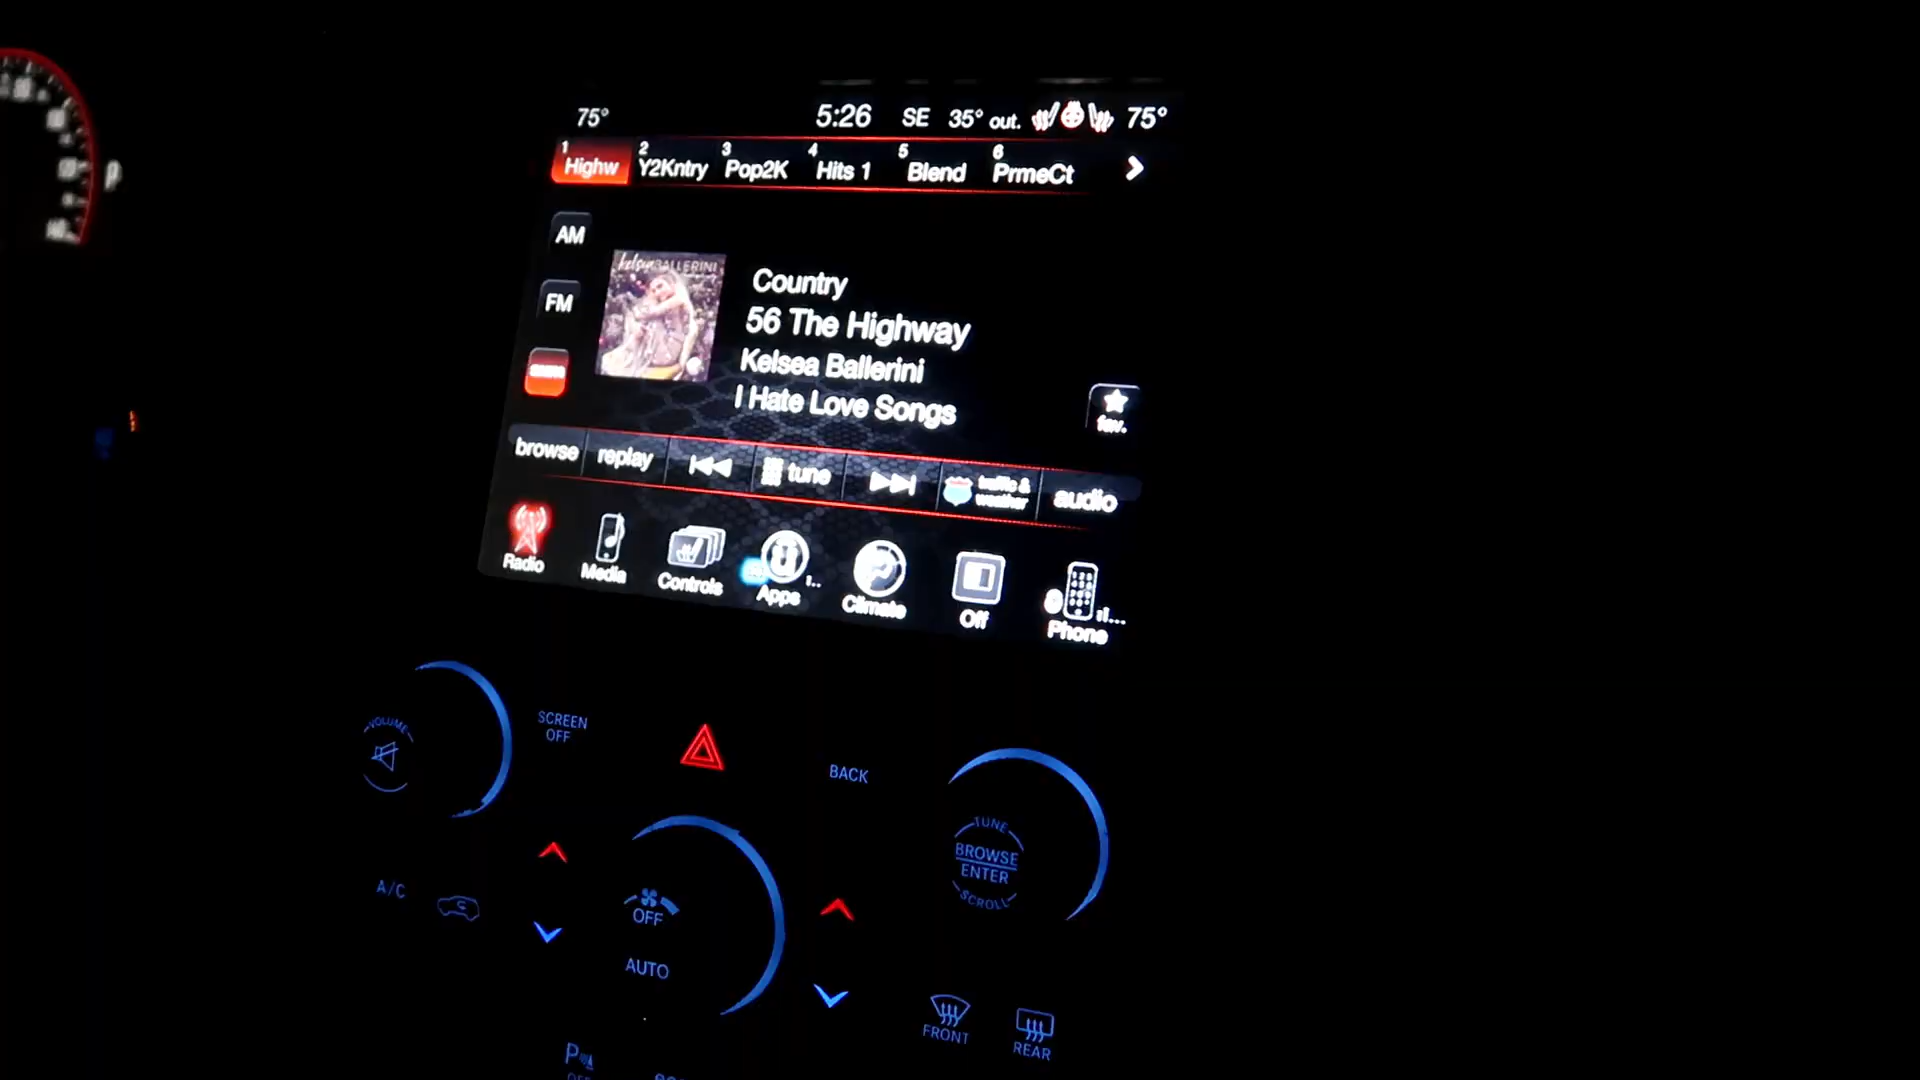 75° 5:26 SE 35° out. 75°
1 Highw 2 Y2Kntry 3 Pop2K 4 Hits 1 5 Blend 6 PrmeCt
AM
FM
kelsea BALLERINI
Country
56 The Highway
Kelsea Ballerini
I Hate Love Songs
fav.
browse replay tune traffic & weather audio
Radio Media Controls Apps Climate Off Phone
P
VOLUME
SCREEN
OFF
BACK
TUNE
BROWSE
ENTER
SCROLL
A/C
OFF
AUTO
FRONT
REAR
P
OFF